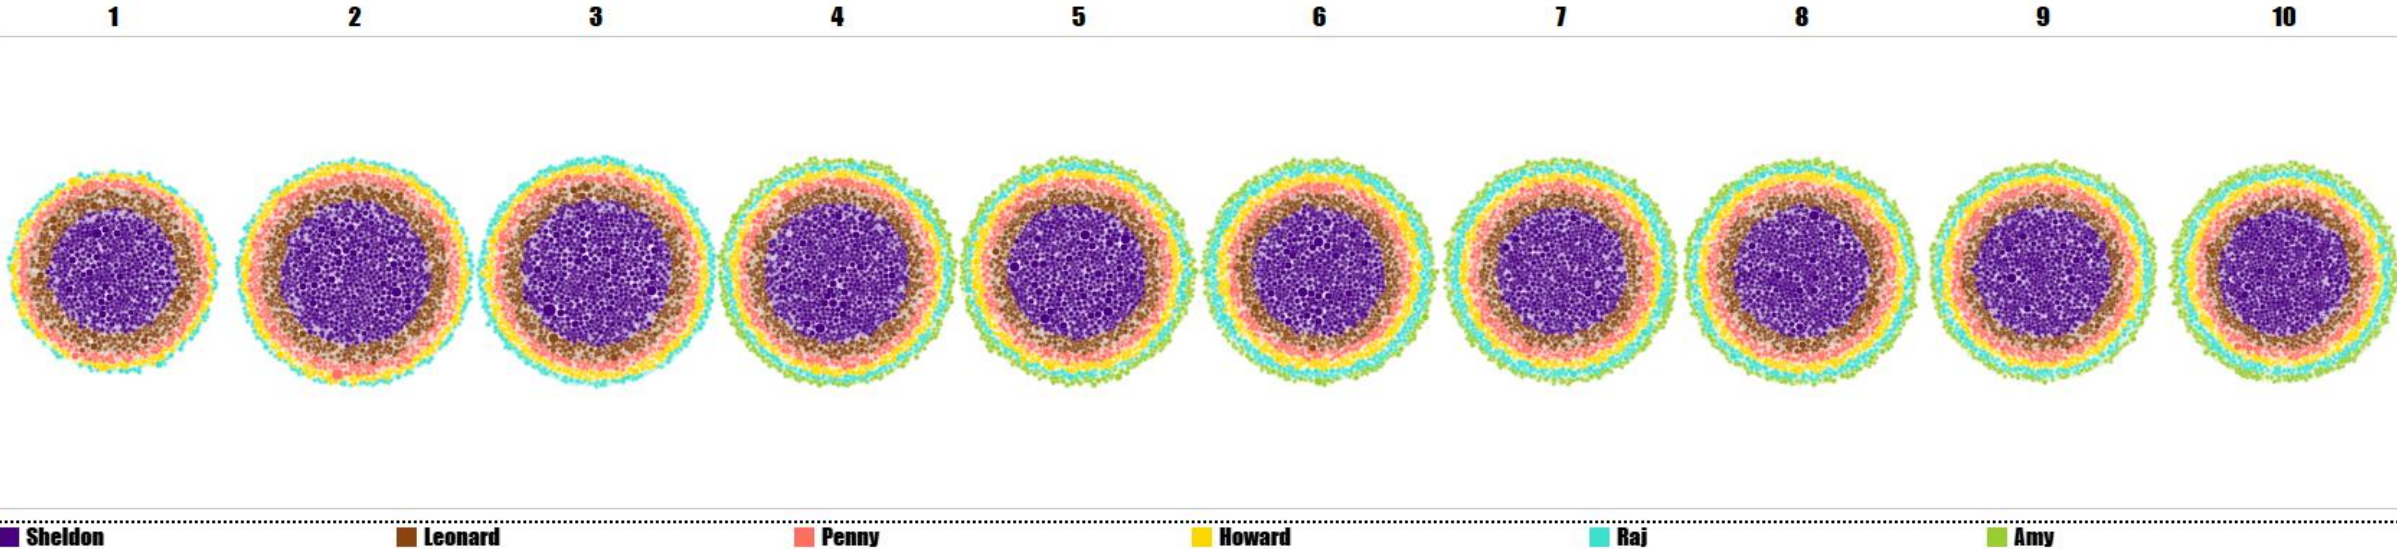 1 2 3 4 5 6 7 8 9 10
Sheldon Leonard Penny Howard Raj Amy